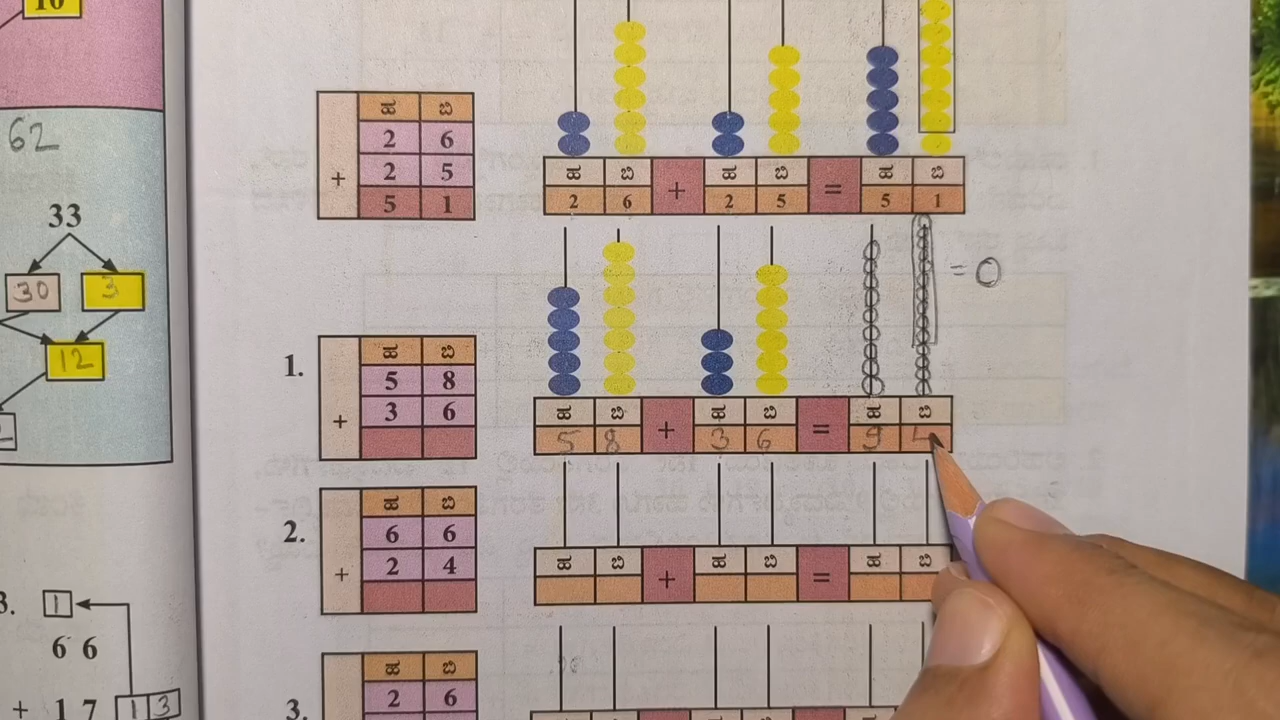 10
62
33
30 3
12
3. 1
6 6
+ 1 7 1 3
ಹ ಬಿ
2 6
+ 2 5
5 1
ಹ ಬಿ + ಹ ಬಿ = ಹ ಬಿ
2 6 2 5 5 1
= 0
1. ಹ ಬಿ
5 8
+ 3 6
ಹ ಬಿ + ಹ ಬಿ = ಹ ಬಿ
5 8 3 6 9 4
2. ಹ ಬಿ
6 6
+ 2 4
ಹ ಬಿ + ಹ ಬಿ = ಹ ಬಿ
3. ಹ ಬಿ
2 6